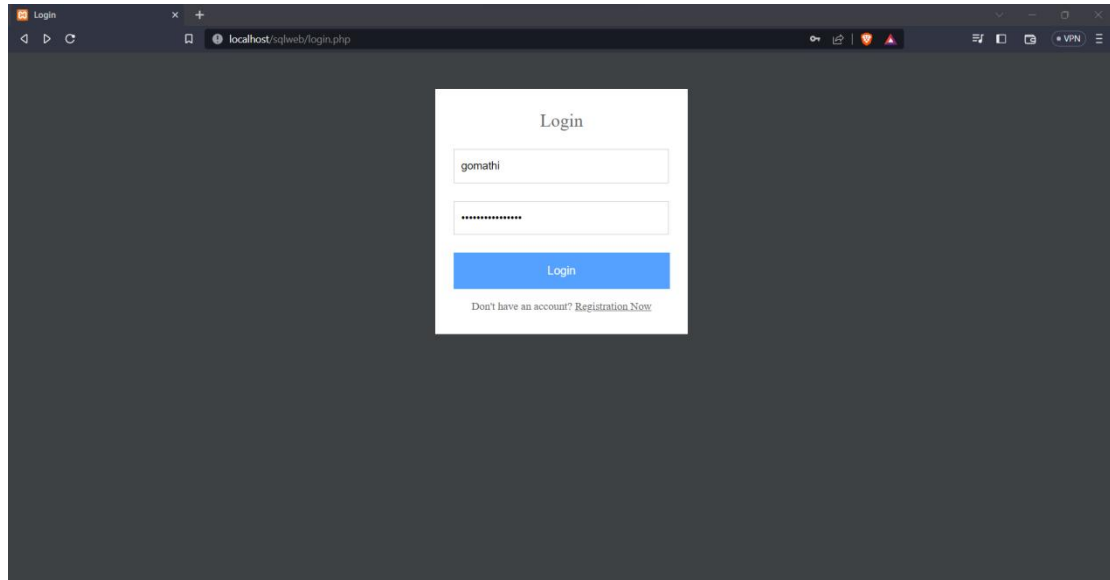 Login
localhost/sqlweb/login.php
VPN
Login
gomathi
••••••••••••••••
Login
Don't have an account? Registration Now